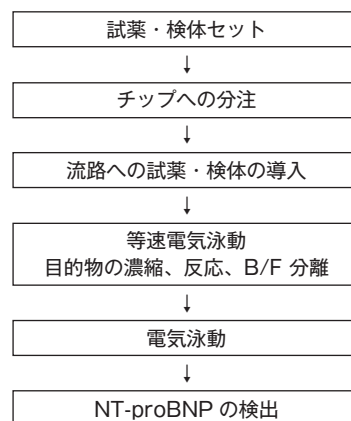 試薬・検体セット
↓
チップへの分注
↓
流路への試薬・検体の導入
↓
等速電気泳動
目的物の濃縮、反応、B/F 分離
↓
電気泳動
↓
NT-proBNP の検出